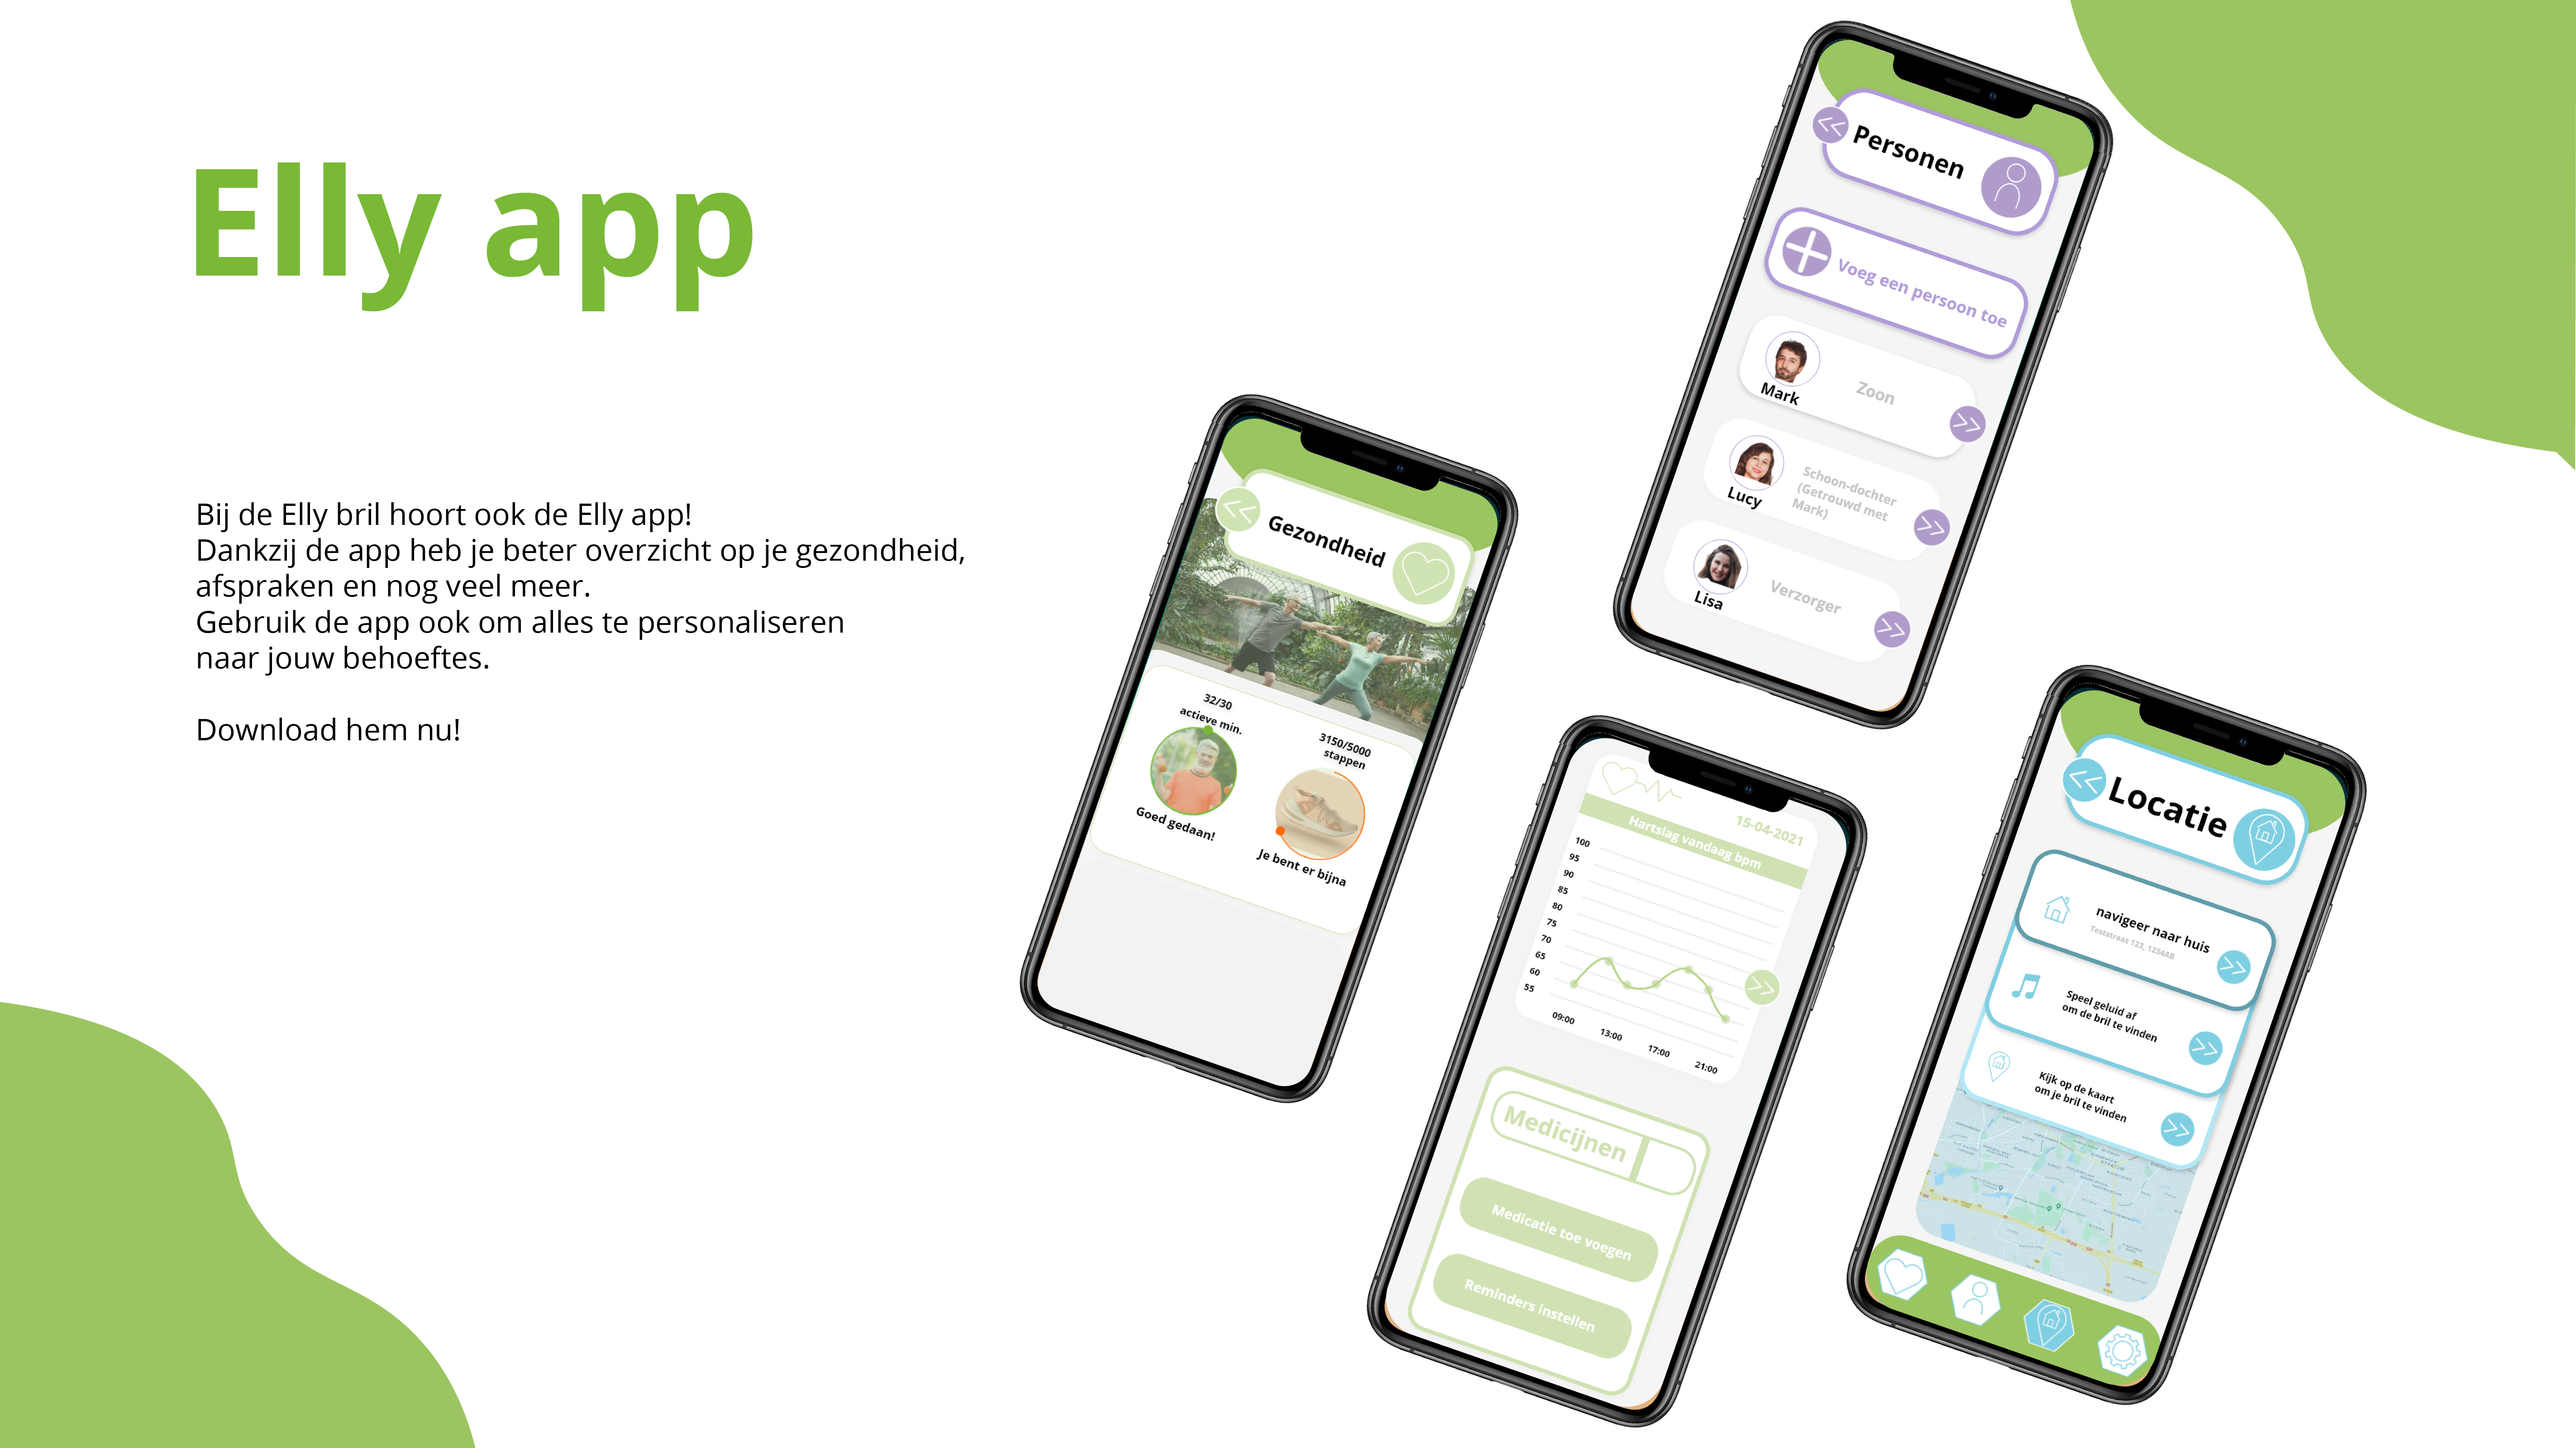 Elly app
Bij de Elly bril hoort ook de Elly app!
Dankzij de app heb je beter overzicht op je gezondheid,
afspraken en nog veel meer.
Gebruik de app ook om alles te personaliseren
naar jouw behoeftes.
Download hem nu!
Gezondheid
32/30
actieve min.
Goed gedaan!
3150/5000
stappen
Je bent er bijna
Personen
Voeg een persoon toe
Mark
Zoon
Lucy
Schoon-dochter
(Getrouwd met
Mark)
Lisa
Verzorger
15-04-2021
Hartslag vandaag bpm
100
95
90
85
80
75
70
65
60
55
09:00
13:00
17:00
21:00
Medicijnen
Medicatie toe voegen
Reminders instellen
Locatie
navigeer naar huis
Teststraat 123, 1234AB
Speel geluid af
om de bril te vinden
Kijk op de kaart
om je bril te vinden